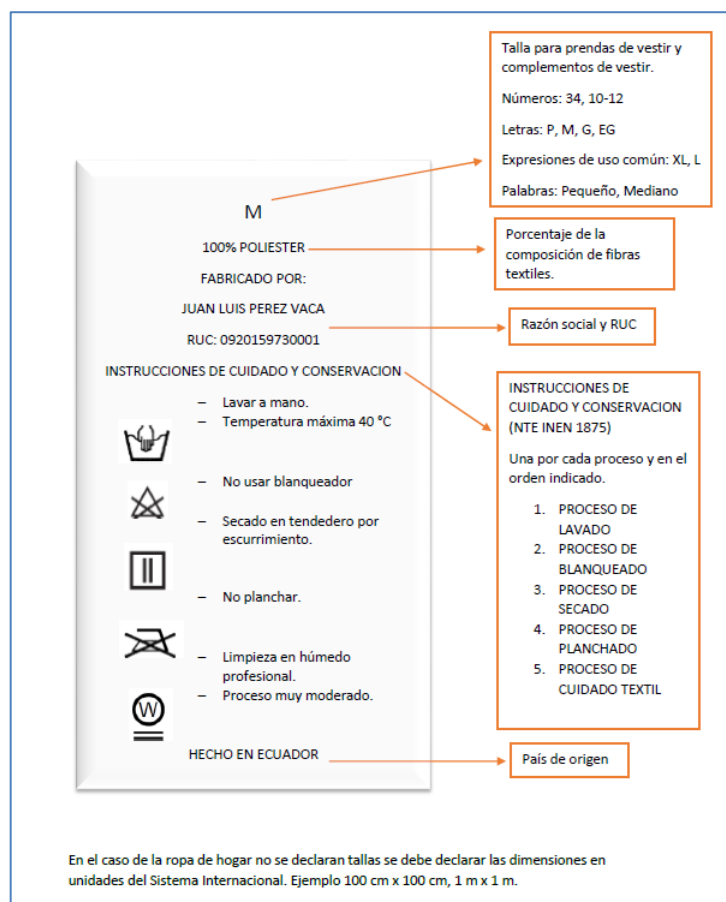 Talla para prendas de vestir y
complementos de vestir.
Números: 34, 10-12
Letras: P, M, G, EG
Expresiones de uso común: XL, L
Palabras: Pequeño, Mediano
M
100% POLIESTER
Porcentaje de la
composición de fibras
textiles.
FABRICADO POR:
JUAN LUIS PEREZ VACA
RUC: 0920159730001
Razón social y RUC
INSTRUCCIONES DE CUIDADO Y CONSERVACION
– Lavar a mano.
– Temperatura máxima 40 °C
– No usar blanqueador
– Secado en tendedero por
escurrimiento.
– No planchar.
– Limpieza en húmedo
profesional.
– Proceso muy moderado.
W
INSTRUCCIONES DE
CUIDADO Y CONSERVACION
(NTE INEN 1875)
Una por cada proceso y en el
orden indicado.
1. PROCESO DE
LAVADO
2. PROCESO DE
BLANQUEADO
3. PROCESO DE
SECADO
4. PROCESO DE
PLANCHADO
5. PROCESO DE
CUIDADO TEXTIL
HECHO EN ECUADOR
País de origen
En el caso de la ropa de hogar no se declaran tallas se debe declarar las dimensiones en
unidades del Sistema Internacional. Ejemplo 100 cm x 100 cm, 1 m x 1 m.